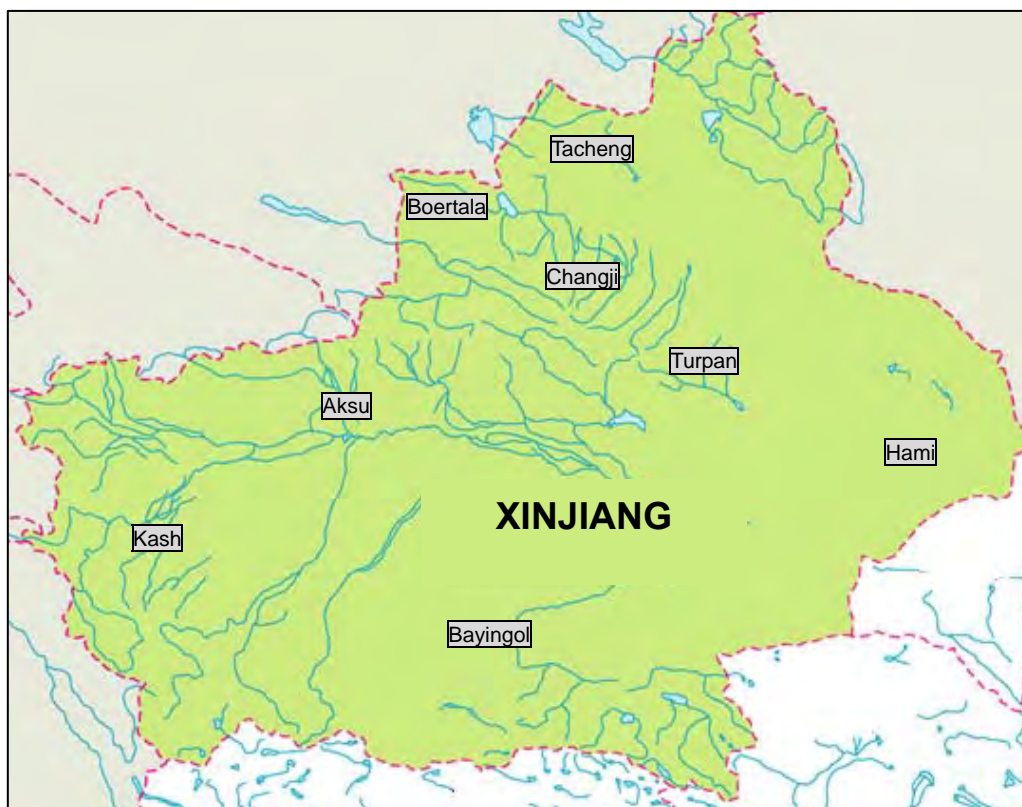 Tacheng
Boertala
Changji
Turpan
Aksu
Hami
XINJIANG
Kash
Bayingol